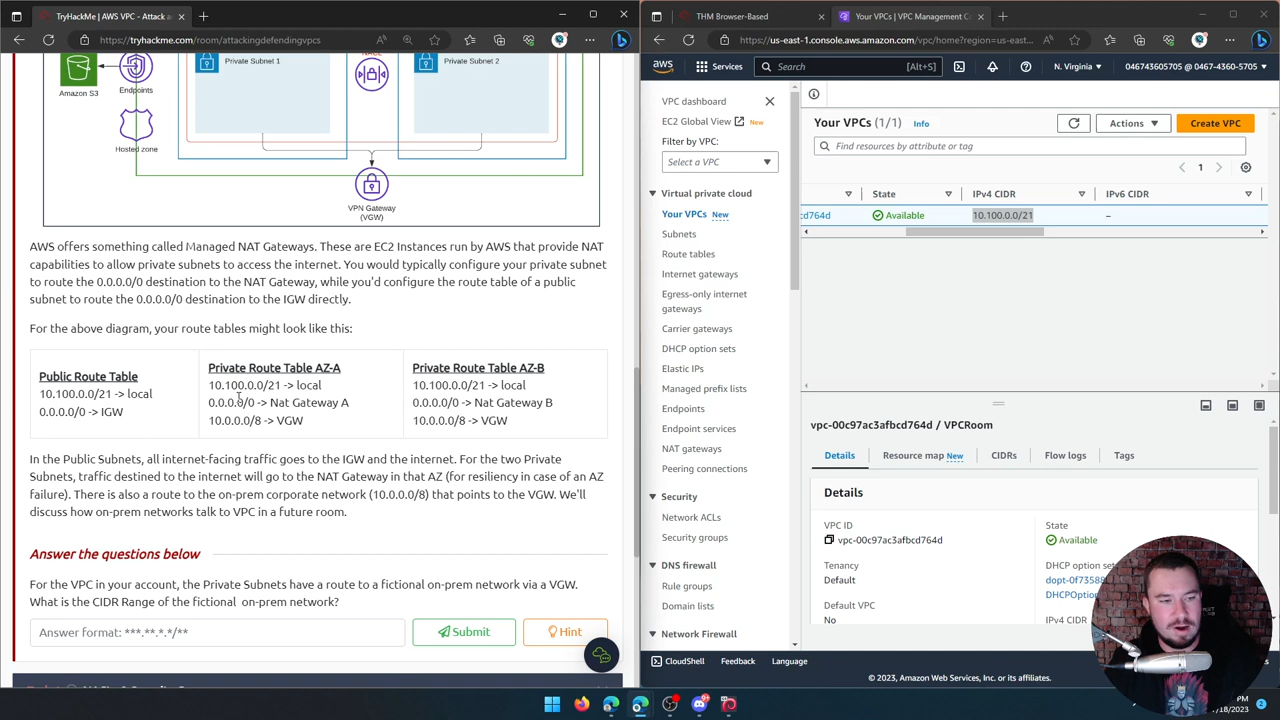 TryHackMe | AWS VPC - Attack a
THM Browser-Based
Your VPCs | VPC Management C
https://tryhackme.com/room/attackingdefendingvpcs
https://us-east-1.console.aws.amazon.com/vpc/home?region=us-east...
aws
Services
Search
[Alt+S]
N. Virginia
046743605705 @ 0467-4360-5705
Private Subnet 1
NACL
Private Subnet 2
Amazon S3
Endpoints
Hosted zone
VPN Gateway
(VGW)
AWS offers something called Managed NAT Gateways. These are EC2 Instances run by AWS that provide NAT
capabilities to allow private subnets to access the internet. You would typically configure your private subnet
to route the 0.0.0.0/0 destination to the NAT Gateway, while you'd configure the route table of a public
subnet to route the 0.0.0.0/0 destination to the IGW directly.
For the above diagram, your route tables might look like this:
Public Route Table
10.100.0.0/21 -> local
0.0.0.0/0 -> IGW
Private Route Table AZ-A
10.100.0.0/21 -> local
0.0.0.0/0 -> Nat Gateway A
10.0.0.0/8 -> VGW
Private Route Table AZ-B
10.100.0.0/21 -> local
0.0.0.0/0 -> Nat Gateway B
10.0.0.0/8 -> VGW
In the Public Subnets, all internet-facing traffic goes to the IGW and the internet. For the two Private
Subnets, traffic destined to the internet will go to the NAT Gateway in that AZ (for resiliency in case of an AZ
failure). There is also a route to the on-prem corporate network (10.0.0.0/8) that points to the VGW. We'll
discuss how on-prem networks talk to VPC in a future room.
Answer the questions below
For the VPC in your account, the Private Subnets have a route to a fictional on-prem network via a VGW.
What is the CIDR Range of the fictional on-prem network?
Answer format: ***.**.*.*/**
Submit
Hint
VPC dashboard
EC2 Global View
New
Filter by VPC:
Select a VPC
Virtual private cloud
Your VPCs New
Subnets
Route tables
Internet gateways
Egress-only internet
gateways
Carrier gateways
DHCP option sets
Elastic IPs
Managed prefix lists
Endpoints
Endpoint services
NAT gateways
Peering connections
Security
Network ACLs
Security groups
DNS firewall
Rule groups
Domain lists
Network Firewall
Your VPCs (1/1) Info
Actions
Create VPC
Find resources by attribute or tag
1
State
IPv4 CIDR
IPv6 CIDR
cd764d
Available
10.100.0.0/21
–
vpc-00c97ac3afbcd764d / VPCRoom
Details
Resource map New
CIDRs
Flow logs
Tags
Details
VPC ID
vpc-00c97ac3afbcd764d
State
Available
Tenancy
Default
DHCP option set
dopt-0f73588
DHCPOption
Default VPC
No
IPv4 CIDR
CloudShell
Feedback
Language
© 2023, Amazon Web Services, Inc. or its affiliates.
PM
/18/2023